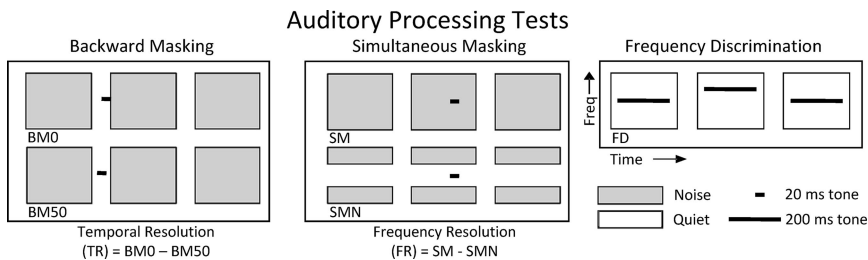 Auditory Processing Tests
Backward Masking
BM0
BM50
Temporal Resolution
(TR) = BM0 – BM50
Simultaneous Masking
SM
SMN
Frequency Resolution
(FR) = SM - SMN
Frequency Discrimination
Freq
FD
Time
Noise
20 ms tone
Quiet
200 ms tone